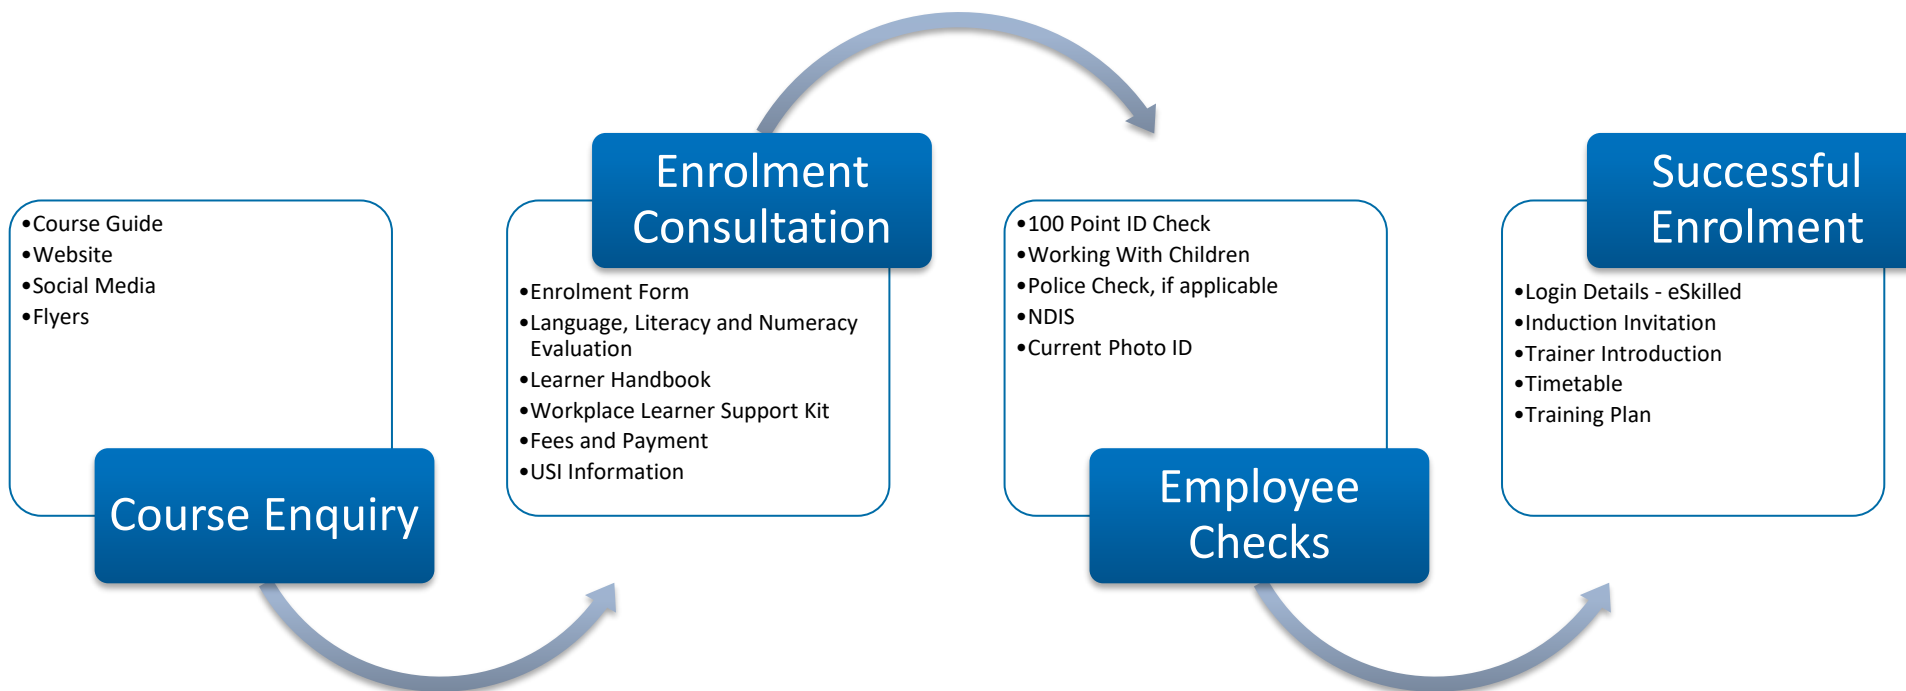 •Course Guide
•Website
•Social Media
•Flyers
Course Enquiry
Enrolment
Consultation
•Enrolment Form
•Language, Literacy and Numeracy
Evaluation
•Learner Handbook
•Workplace Learner Support Kit
•Fees and Payment
•USI Information
•100 Point ID Check
•Working With Children
•Police Check, if applicable
•NDIS
•Current Photo ID
Employee
Checks
Successful
Enrolment
•Login Details - eSkilled
•Induction Invitation
•Trainer Introduction
•Timetable
•Training Plan